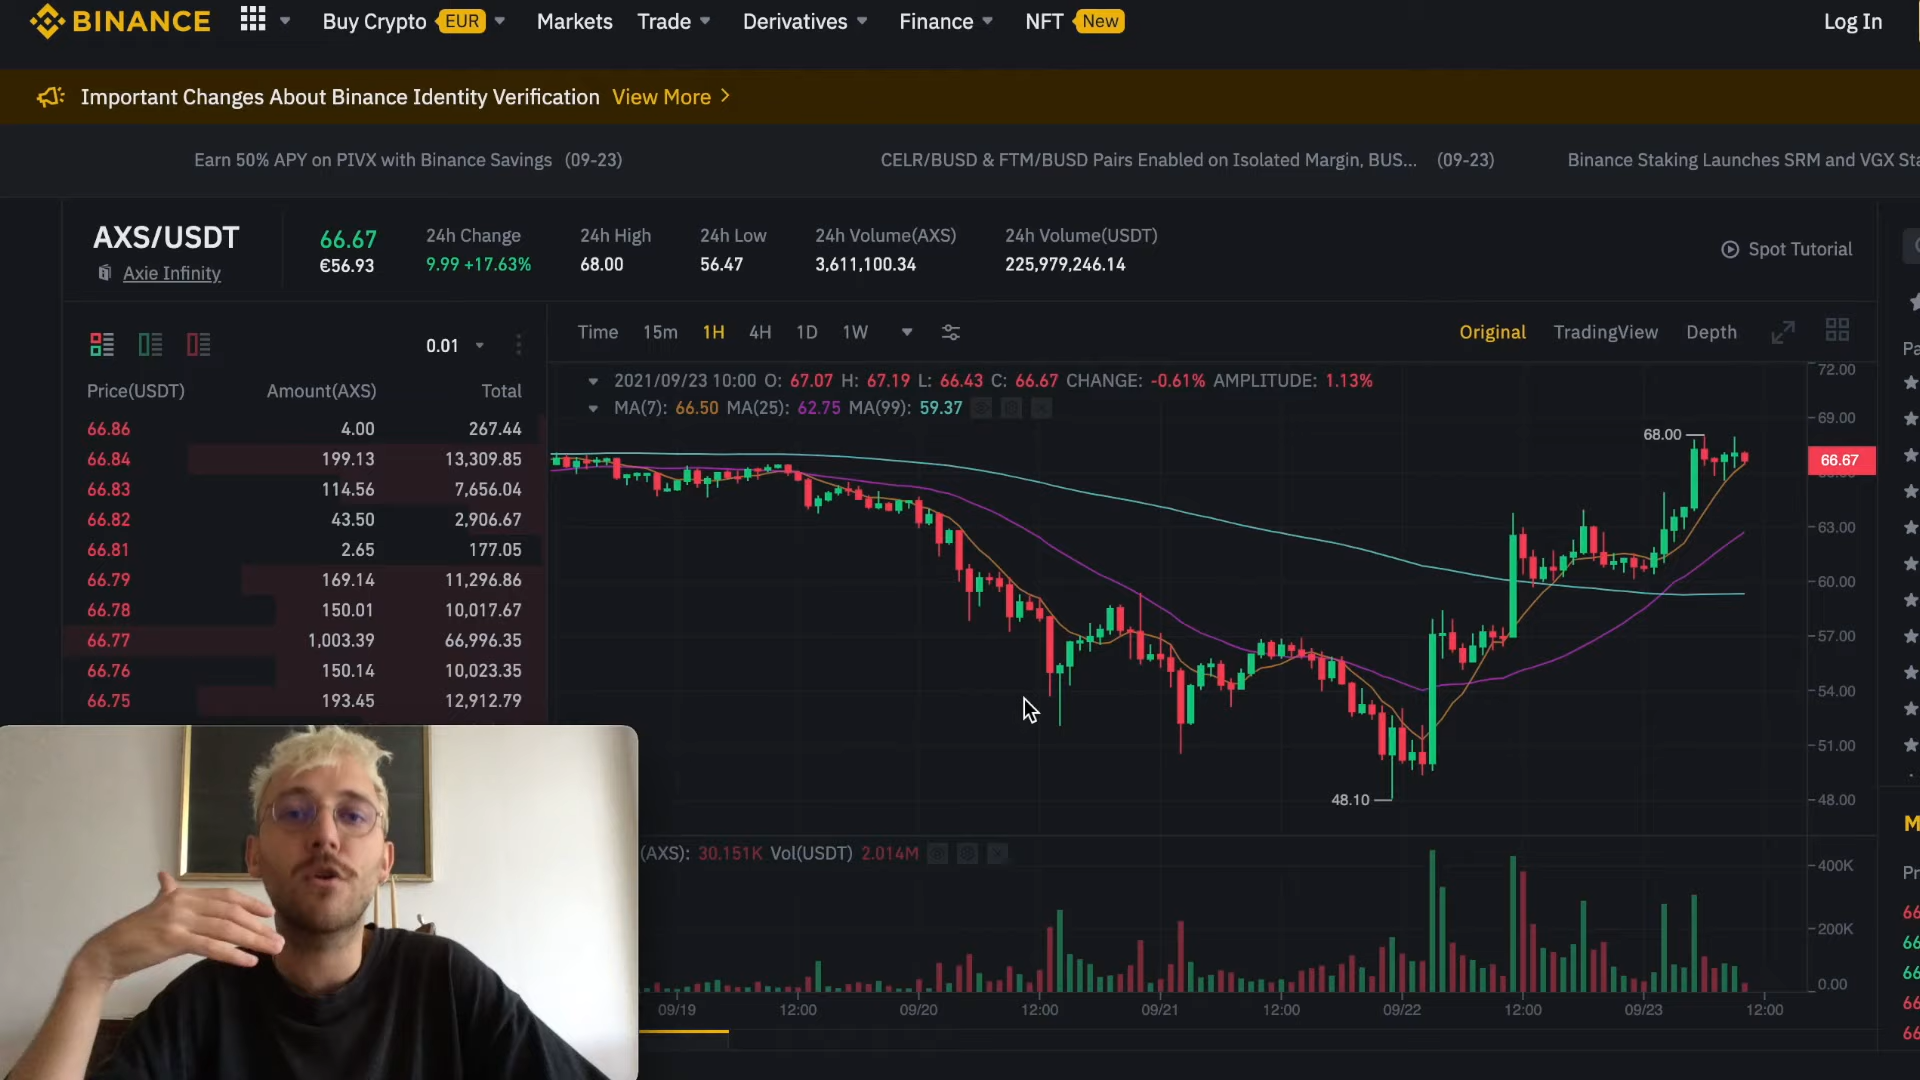 BINANCE
Buy Crypto EUR
Markets
Trade
Derivatives
Finance
NFT New
Log In
Important Changes About Binance Identity Verification View More
Earn 50% APY on PIVX with Binance Savings (09-23)
CELR/BUSD & FTM/BUSD Pairs Enabled on Isolated Margin, BUS... (09-23)
Binance Staking Launches SRM and VGX Sta
AXS/USDT
Axie Infinity
66.67
€56.93
24h Change
9.99 +17.63%
24h High
68.00
24h Low
56.47
24h Volume(AXS)
3,611,100.34
24h Volume(USDT)
225,979,246.14
Spot Tutorial
0.01
Time 15m 1H 4H 1D 1W
Original TradingView Depth
Price(USDT) Amount(AXS) Total
66.86 4.00 267.44
66.84 199.13 13,309.85
66.83 114.56 7,656.04
66.82 43.50 2,906.67
66.81 2.65 177.05
66.79 169.14 11,296.86
66.78 150.01 10,017.67
66.77 1,003.39 66,996.35
66.76 150.14 10,023.35
66.75 193.45 12,912.79
2021/09/23 10:00 O: 67.07 H: 67.19 L: 66.43 C: 66.67 CHANGE: -0.61% AMPLITUDE: 1.13%
MA(7): 66.50 MA(25): 62.75 MA(99): 59.37
68.00
48.10
72.00
69.00
66.67
63.00
60.00
57.00
54.00
51.00
48.00
(AXS): 30.151K Vol(USDT) 2.014M
400K
200K
0.00
09/19 12:00 09/20 12:00 09/21 12:00 09/22 12:00 09/23 12:00
Pa
M
Pr
66
66
66
66
66